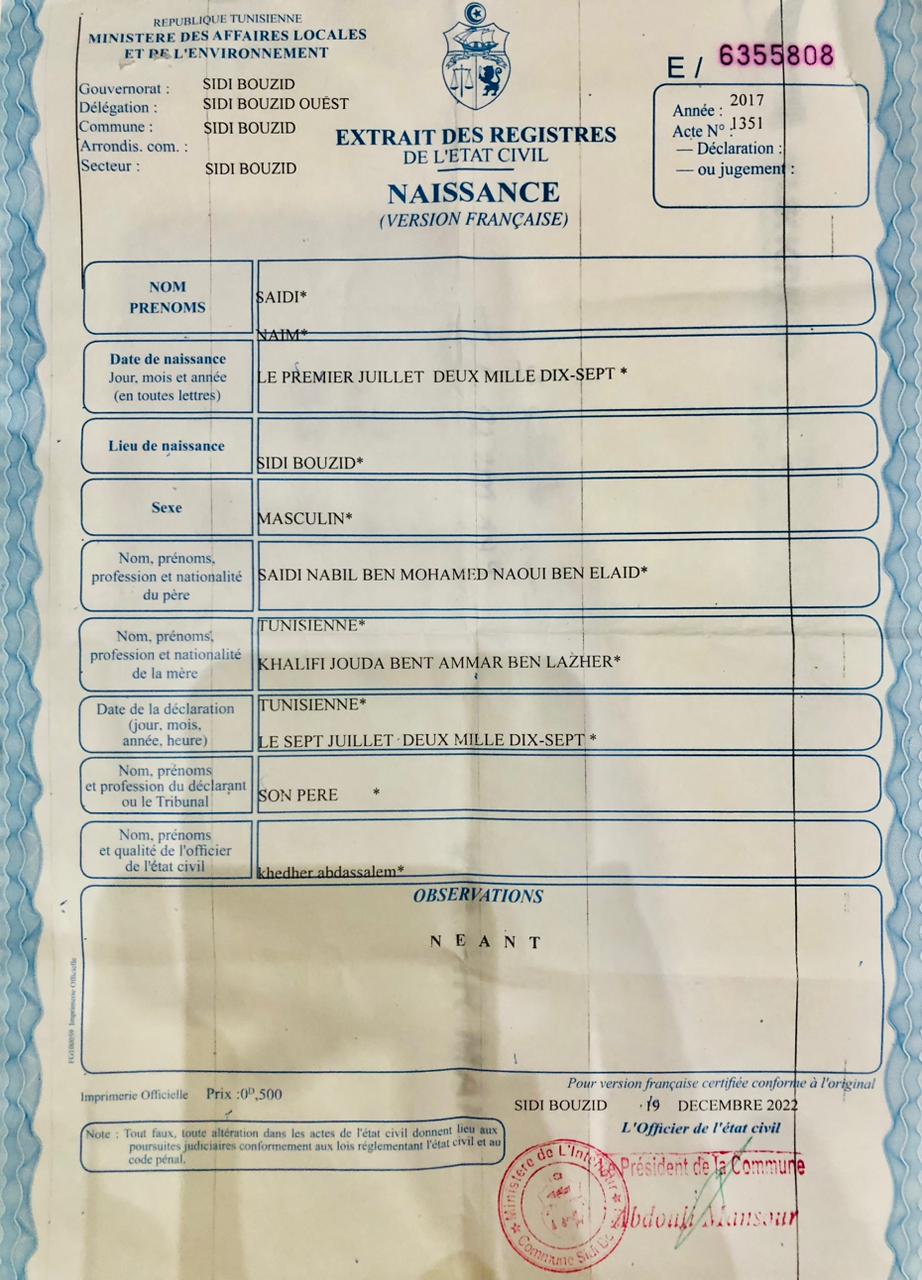 REPUBLIQUE TUNISIENNE
MINISTERE DES AFFAIRES LOCALES
ET DE L'ENVIRONNEMENT
Gouvernorat : SIDI BOUZID
Délégation : SIDI BOUZID OUEST
Commune : SIDI BOUZID
Arrondis. com. :
Secteur : SIDI BOUZID
EXTRAIT DES REGISTRES
DE L'ETAT CIVIL
NAISSANCE
(VERSION FRANÇAISE)
E / 6355808
Année : 2017
Acte N° : 1351
— Déclaration :
— ou jugement :
NOM
PRENOMS
SAIDI*
NAIM*
Date de naissance
Jour, mois et année
(en toutes lettres)
LE PREMIER JUILLET DEUX MILLE DIX-SEPT *
Lieu de naissance
SIDI BOUZID*
Sexe
MASCULIN*
Nom, prénoms,
profession et nationalité
du père
SAIDI NABIL BEN MOHAMED NAOUI BEN ELAID*
TUNISIENNE*
Nom, prénoms,
profession et nationalité
de la mère
KHALIFI JOUDA BENT AMMAR BEN LAZHER*
TUNISIENNE*
Date de la déclaration
(jour, mois,
année, heure)
LE SEPT JUILLET DEUX MILLE DIX-SEPT *
Nom, prénoms
et profession du déclarant
ou le Tribunal
SON PERE *
Nom, prénoms
et qualité de l'officier
de l'état civil
khedher abdassalem*
OBSERVATIONS
N E A N T
Imprimerie Officielle
Imprimerie Officielle Prix :0ᴰ,500
Pour version française certifiée conforme à l'original
SIDI BOUZID 19 DECEMBRE 2022
L'Officier de l'état civil
Note : Tout faux, toute altération dans les actes de l'état civil donnent lieu aux
poursuites judiciaires conformement aux lois réglementant l'état civil et au
code pénal.
Ministère de L'Intérieur
Commune Sidi
Le Président de la Commune
Abdouli Mansour